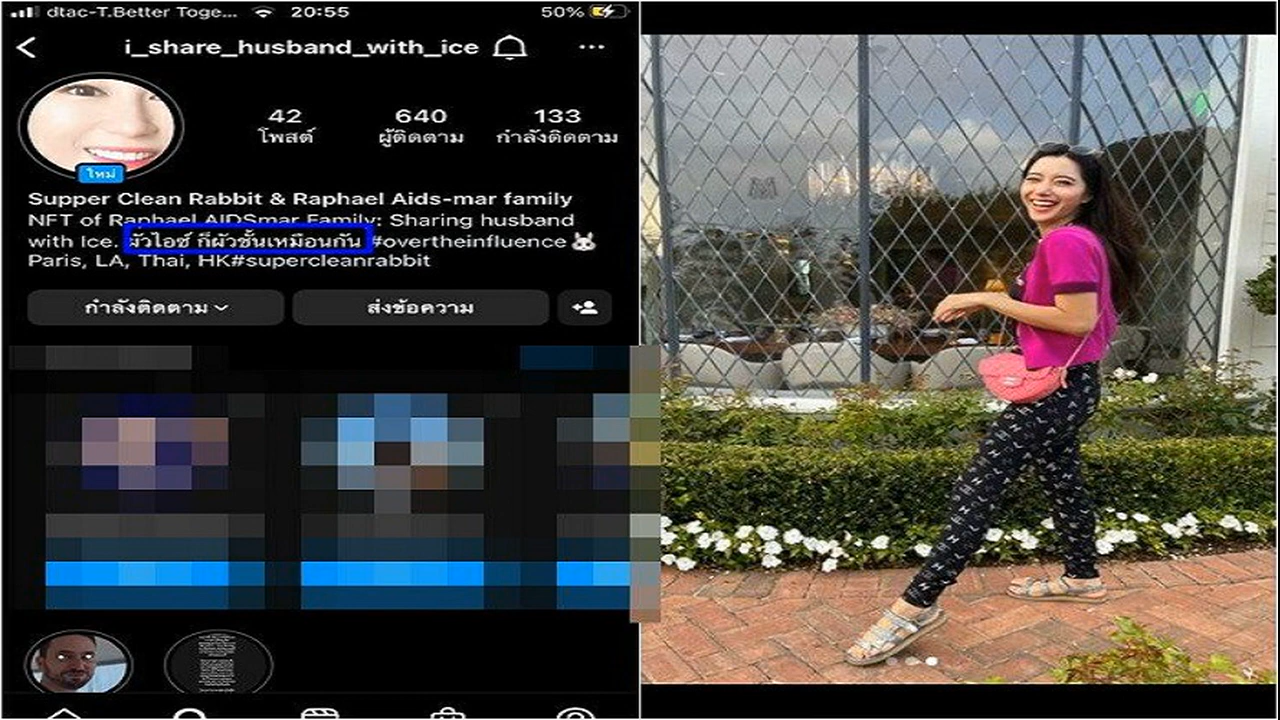 dtac-T.Better Toge... 20:55 50%
i_share_husband_with_ice ...
42 640 133
โพสต์ ผู้ติดตาม กำลังติดตาม
ใหม่
Supper Clean Rabbit & Raphael Aids-mar family
NFT of Raphael AIDSmar Family: Sharing husband
with Ice. ผัวไอซ์ ก็ผัวชั้นเหมือนกัน #overtheinfluence🐰
Paris, LA, Thai, HK#supercleanrabbit
กำลังติดตาม ส่งข้อความ